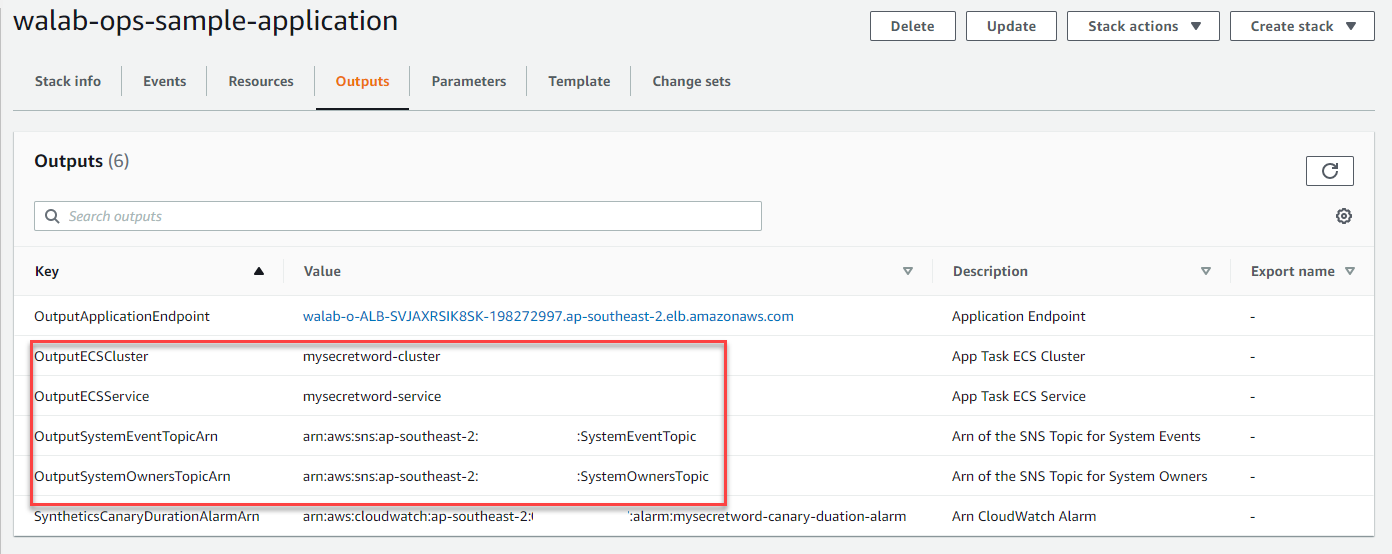 walab-ops-sample-application
Delete Update Stack actions Create stack
Stack info Events Resources Outputs Parameters Template Change sets
Outputs (6)
Search outputs
Key Value Description Export name
OutputApplicationEndpoint walab-o-ALB-SVJAXRSIK8SK-198272997.ap-southeast-2.elb.amazonaws.com Application Endpoint -
OutputECSCluster mysecretword-cluster App Task ECS Cluster -
OutputECSService mysecretword-service App Task ECS Service -
OutputSystemEventTopicArn arn:aws:sns:ap-southeast-2: :SystemEventTopic Arn of the SNS Topic for System Events -
OutputSystemOwnersTopicArn arn:aws:sns:ap-southeast-2: :SystemOwnersTopic Arn of the SNS Topic for System Owners -
SyntheticsCanaryDurationAlarmArn arn:aws:cloudwatch:ap-southeast-2: :alarm:mysecretword-canary-duation-alarm Arn CloudWatch Alarm -